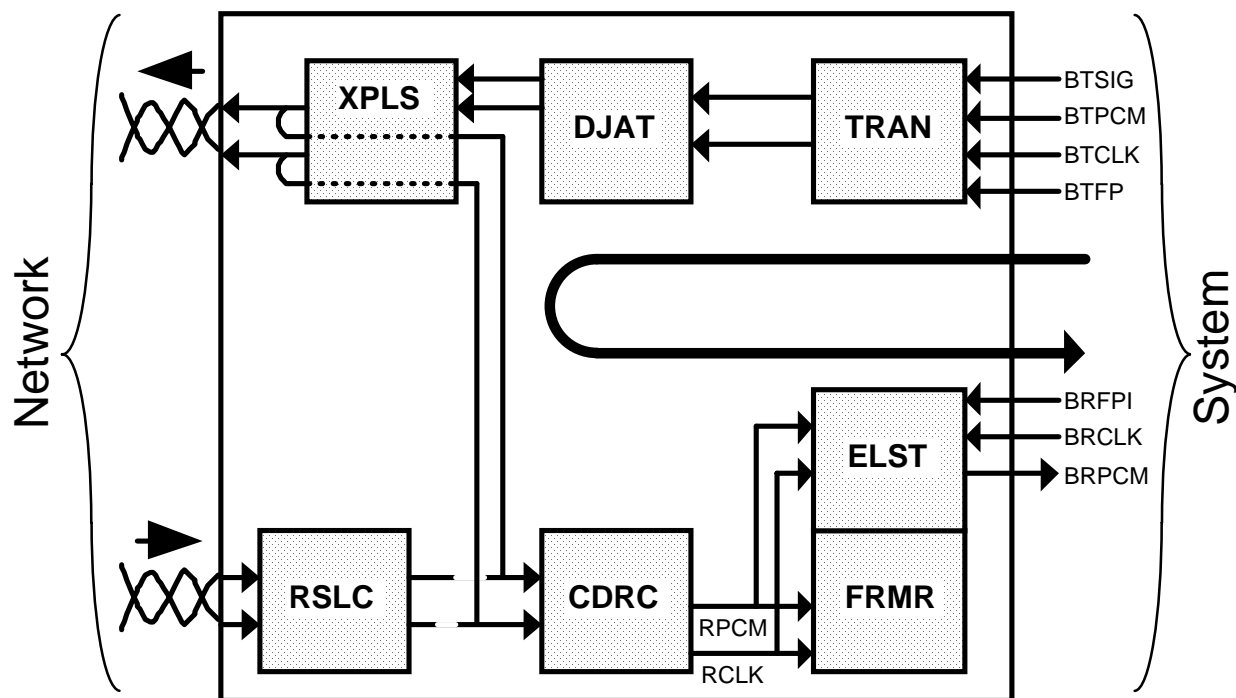 XPLS
DJAT
TRAN
BTSIG
BTPCM
BTCLK
BTFP
Network
System
ELST
BRFPI
BRCLK
BRPCM
RSLC
CDRC
FRMR
RPCM
RCLK